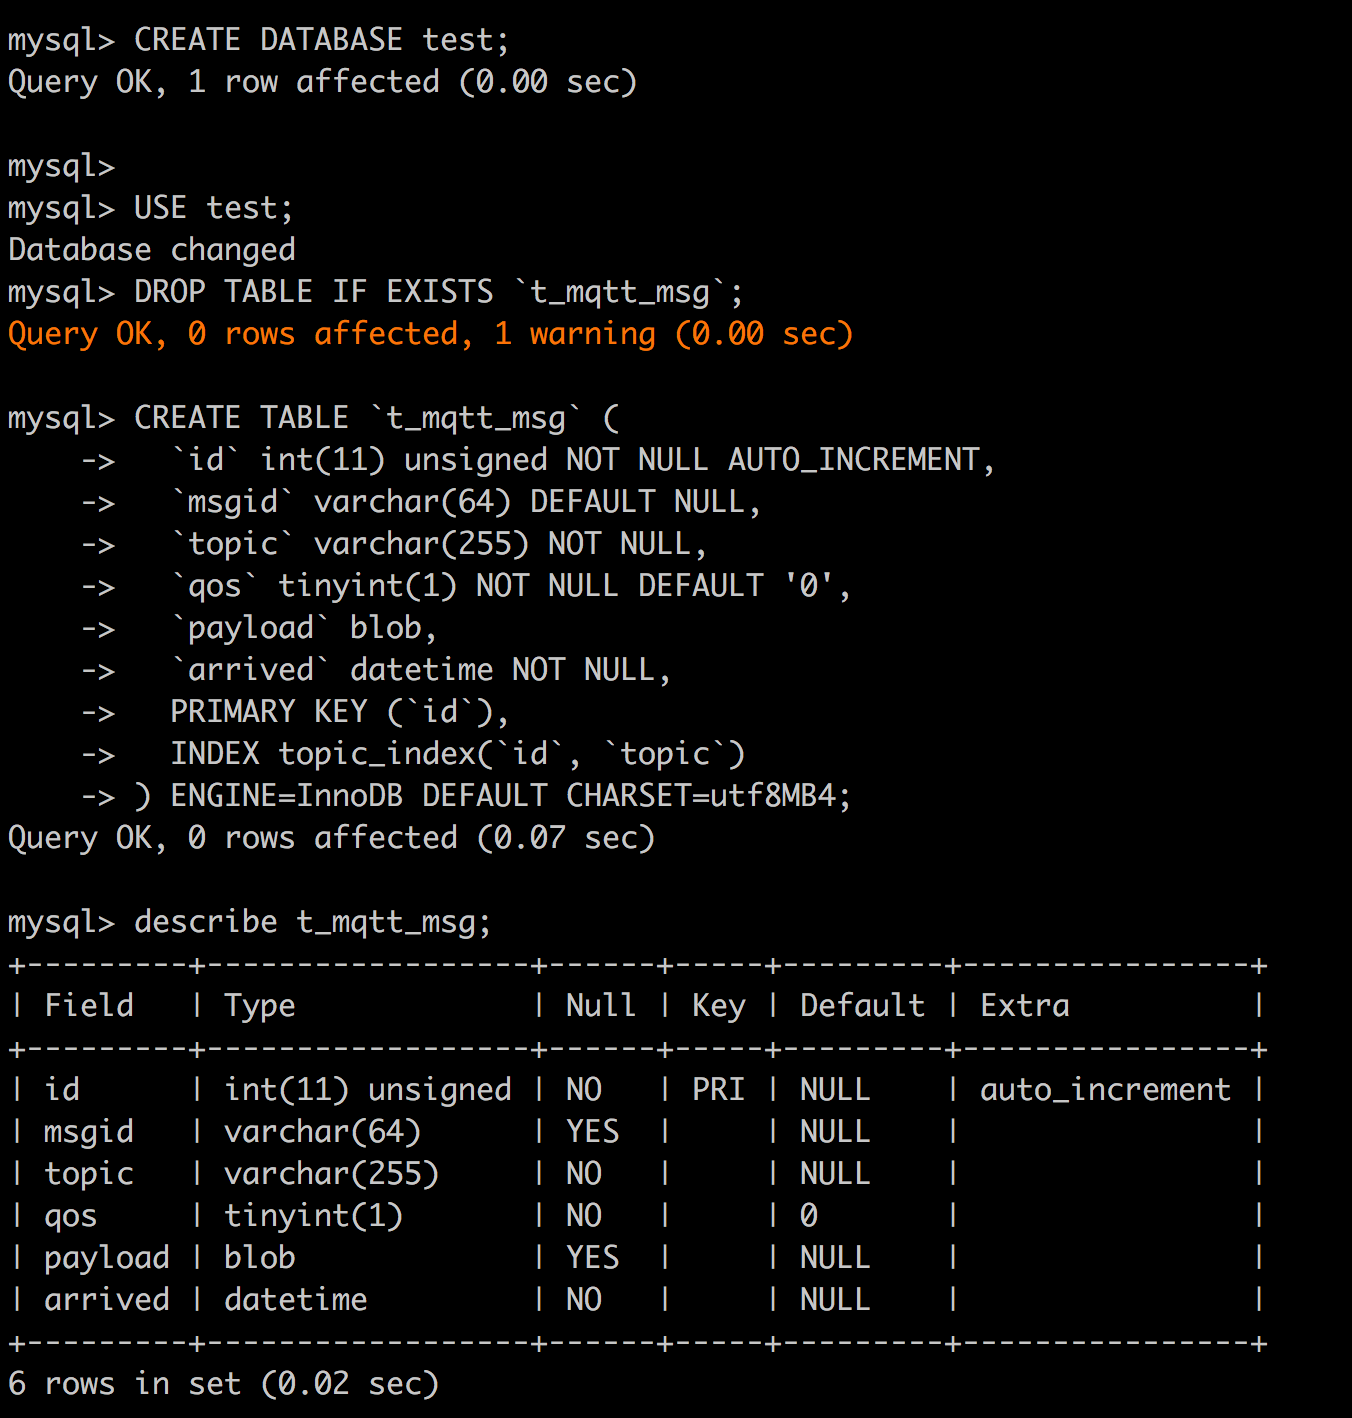 mysql> CREATE DATABASE test;
Query OK, 1 row affected (0.00 sec)
mysql>
mysql> USE test;
Database changed
mysql> DROP TABLE IF EXISTS `t_mqtt_msg`;
Query OK, 0 rows affected, 1 warning (0.00 sec)
mysql> CREATE TABLE `t_mqtt_msg` (
    ->   `id` int(11) unsigned NOT NULL AUTO_INCREMENT,
    ->   `msgid` varchar(64) DEFAULT NULL,
    ->   `topic` varchar(255) NOT NULL,
    ->   `qos` tinyint(1) NOT NULL DEFAULT '0',
    ->   `payload` blob,
    ->   `arrived` datetime NOT NULL,
    ->   PRIMARY KEY (`id`),
    ->   INDEX topic_index(`id`, `topic`)
    -> ) ENGINE=InnoDB DEFAULT CHARSET=utf8MB4;
Query OK, 0 rows affected (0.07 sec)
mysql> describe t_mqtt_msg;
+---------+------------------+------+-----+---------+----------------+
| Field   | Type             | Null | Key | Default | Extra          |
+---------+------------------+------+-----+---------+----------------+
| id      | int(11) unsigned | NO   | PRI | NULL    | auto_increment |
| msgid   | varchar(64)      | YES  |     | NULL    |                |
| topic   | varchar(255)     | NO   |     | NULL    |                |
| qos     | tinyint(1)       | NO   |     | 0       |                |
| payload | blob             | YES  |     | NULL    |                |
| arrived | datetime         | NO   |     | NULL    |                |
+---------+------------------+------+-----+---------+----------------+
6 rows in set (0.02 sec)